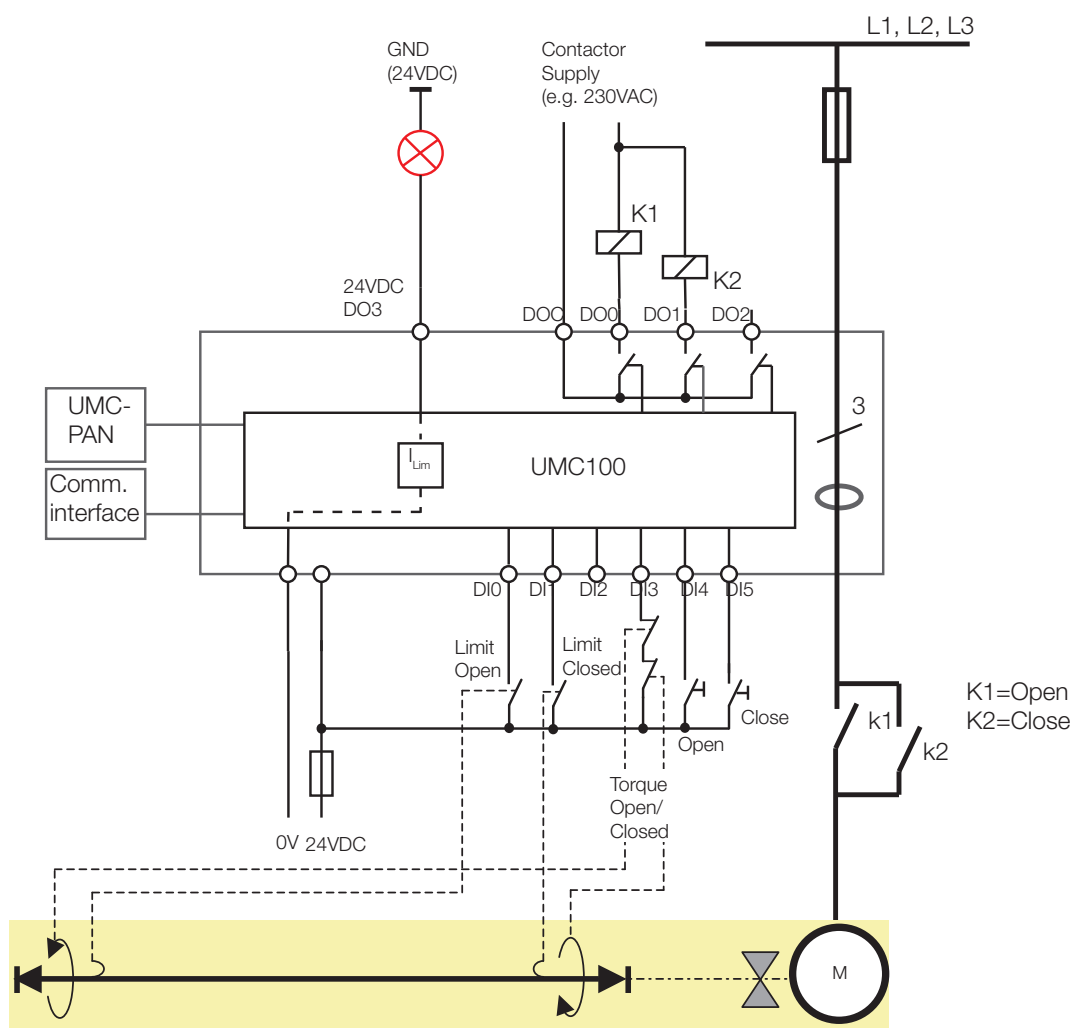 L1, L2, L3
GND
(24VDC)
Contactor
Supply
(e.g. 230VAC)
K1
K2
24VDC
DO3
DOC
DO0
DO1
DO2
UMC-
PAN
Comm.
interface
ILim
UMC100
3
DI0
DI1
DI2
DI3
DI4
DI5
Limit
Open
Limit
Closed
Open
Close
Torque
Open/
Closed
0V
24VDC
k1
k2
K1=Open
K2=Close
M